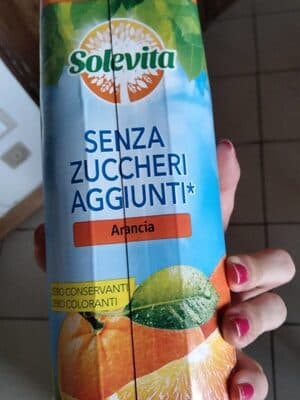 Solevita
SENZA
ZUCCHERI
AGGIUNTI*
Arancia
ZERO CONSERVANTI
ZERO COLORANTI